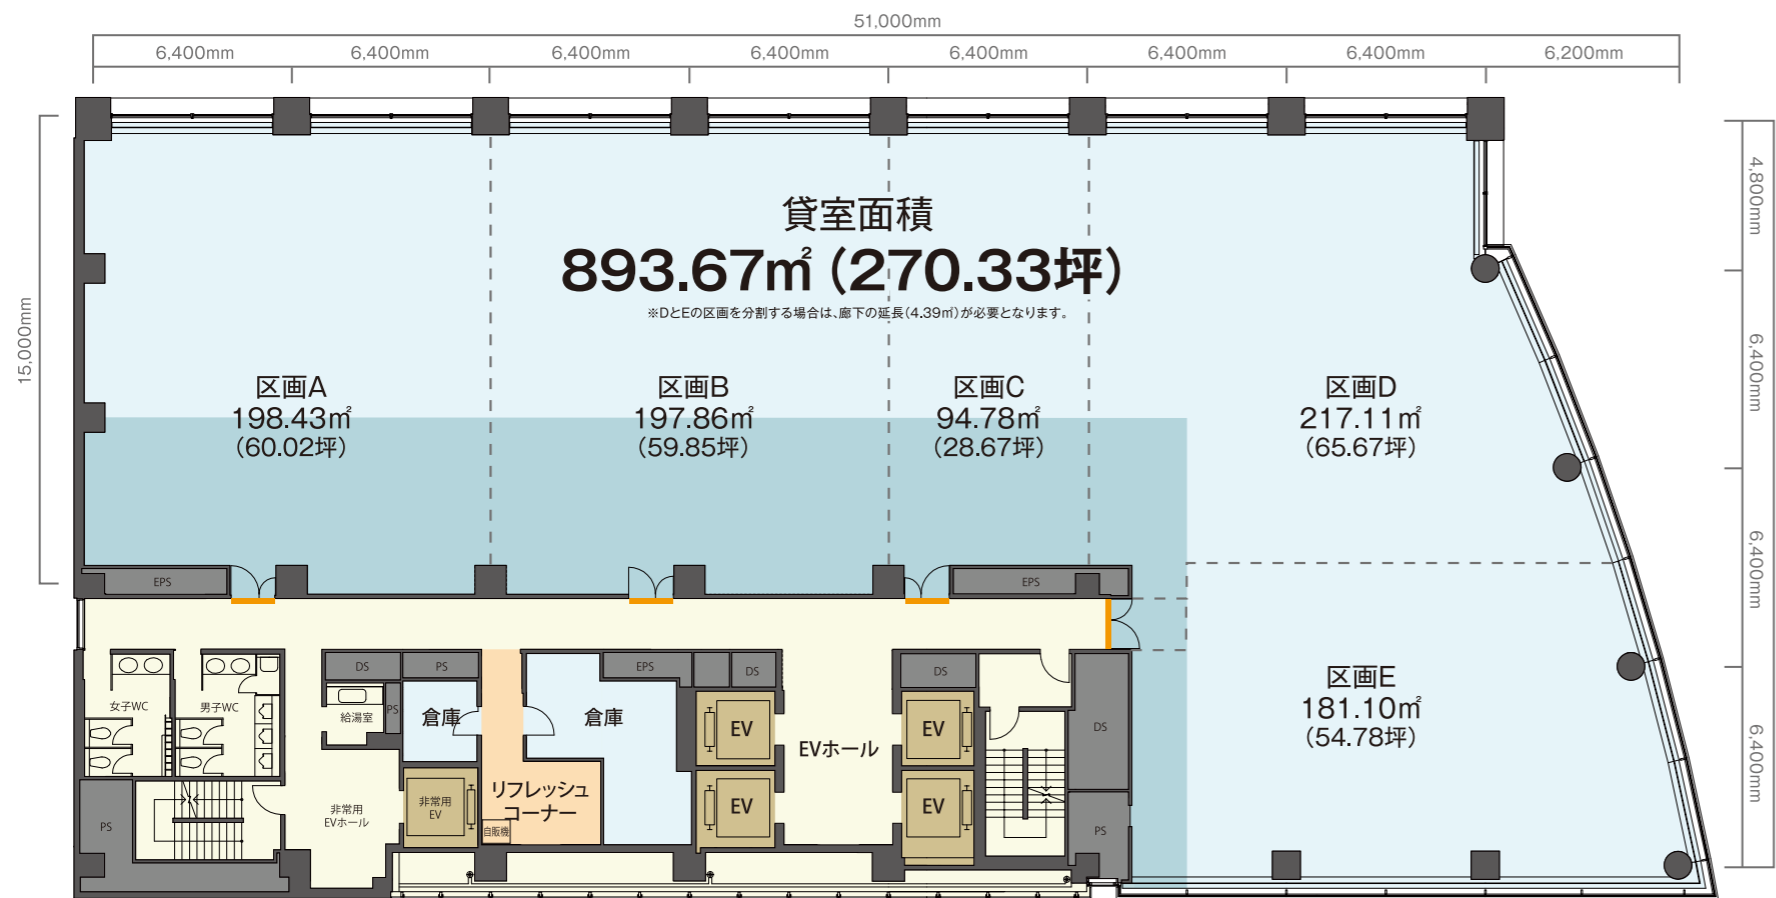 51,000mm
6,400mm 6,400mm 6,400mm 6,400mm 6,400mm 6,400mm 6,400mm 6,200mm
15,000mm
4,800mm
6,400mm
6,400mm
6,400mm
貸室面積
893.67㎡(270.33坪)
※DとEの区画を分割する場合は、廊下の延長(4.39㎡)が必要となります。
区画A
198.43㎡
(60.02坪)
区画B
197.86㎡
(59.85坪)
区画C
94.78㎡
(28.67坪)
区画D
217.11㎡
(65.67坪)
区画E
181.10㎡
(54.78坪)
EPS
EPS
DS
PS
EPS
DS
DS
女子WC
男子WC
給湯室
PS
倉庫
倉庫
EV
EV
DS
EVホール
リフレッシュ
コーナー
自販機
非常用
EV
非常用
EVホール
EV
EV
PS
PS